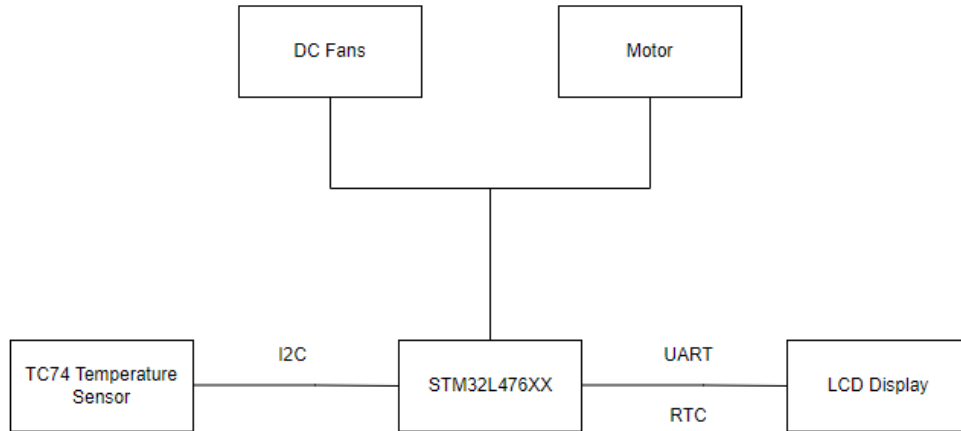 DC Fans
Motor
I2C
UART
TC74 Temperature
Sensor
STM32L476XX
LCD Display
RTC